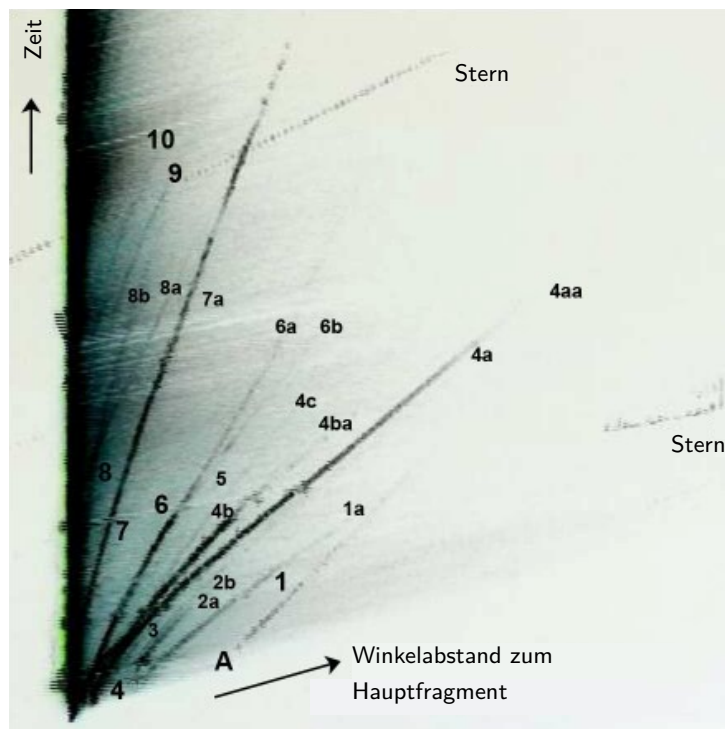 Zeit
Stern
10
9
8b
8a
7a
4aa
6a
6b
4a
4c
4ba
Stern
8
5
6
4b
1a
7
2b
1
2a
3
A
4
Winkelabstand zum
Hauptfragment